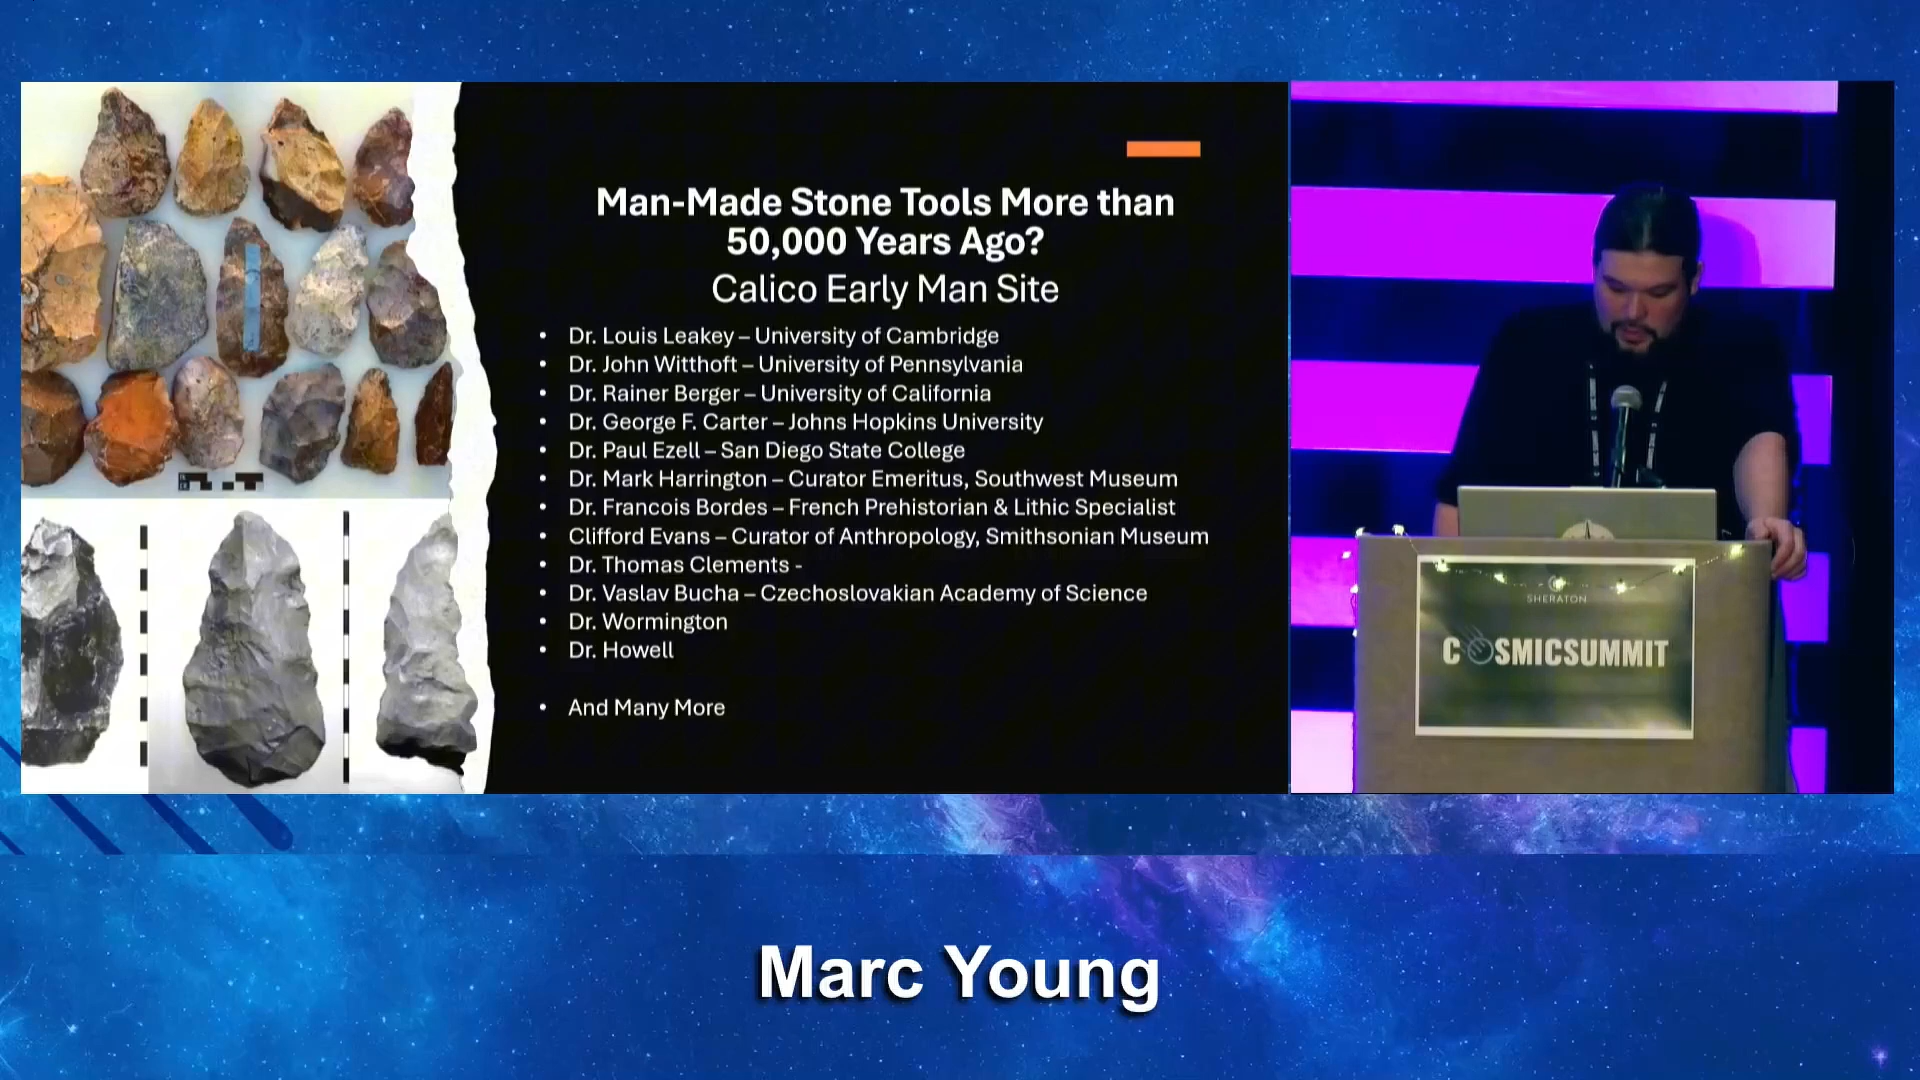 Man-Made Stone Tools More than
50,000 Years Ago?
Calico Early Man Site
• Dr. Louis Leakey – University of Cambridge
• Dr. John Witthoft – University of Pennsylvania
• Dr. Rainer Berger – University of California
• Dr. George F. Carter – Johns Hopkins University
• Dr. Paul Ezell – San Diego State College
• Dr. Mark Harrington – Curator Emeritus, Southwest Museum
• Dr. Francois Bordes – French Prehistorian & Lithic Specialist
• Clifford Evans – Curator of Anthropology, Smithsonian Museum
• Dr. Thomas Clements -
• Dr. Vaslav Bucha – Czechoslovakian Academy of Science
• Dr. Wormington
• Dr. Howell
• And Many More
SHERATON
COSMICSUMMIT
Marc Young